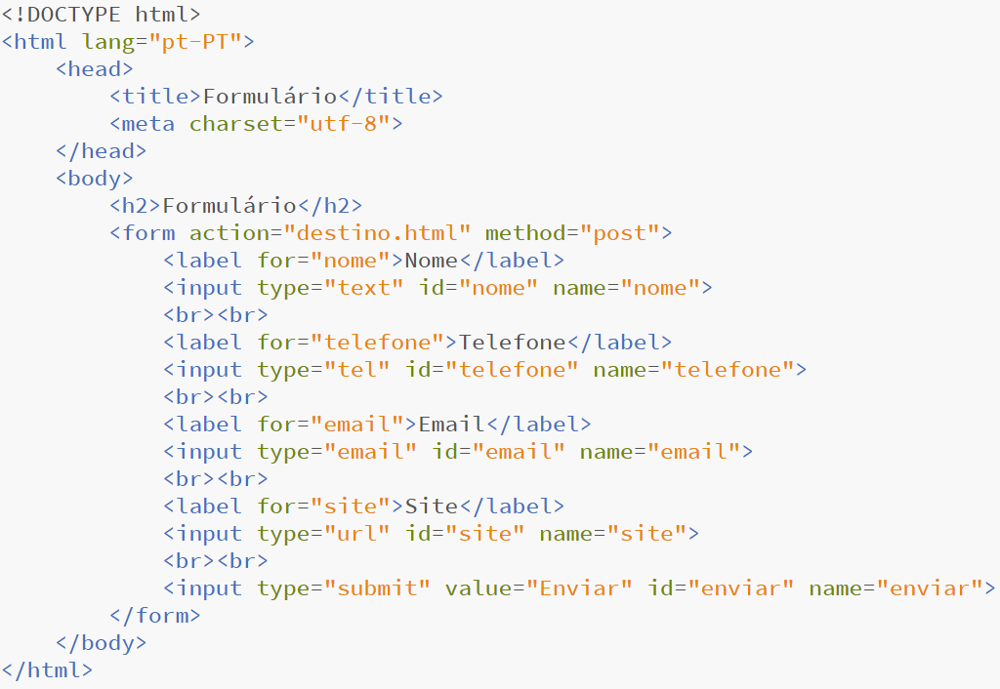 <!DOCTYPE html>
<html lang="pt-PT">
    <head>
        <title>Formulário</title>
        <meta charset="utf-8">
    </head>
    <body>
        <h2>Formulário</h2>
        <form action="destino.html" method="post">
            <label for="nome">Nome</label>
            <input type="text" id="nome" name="nome">
            <br><br>
            <label for="telefone">Telefone</label>
            <input type="tel" id="telefone" name="telefone">
            <br><br>
            <label for="email">Email</label>
            <input type="email" id="email" name="email">
            <br><br>
            <label for="site">Site</label>
            <input type="url" id="site" name="site">
            <br><br>
            <input type="submit" value="Enviar" id="enviar" name="enviar">
        </form>
    </body>
</html>